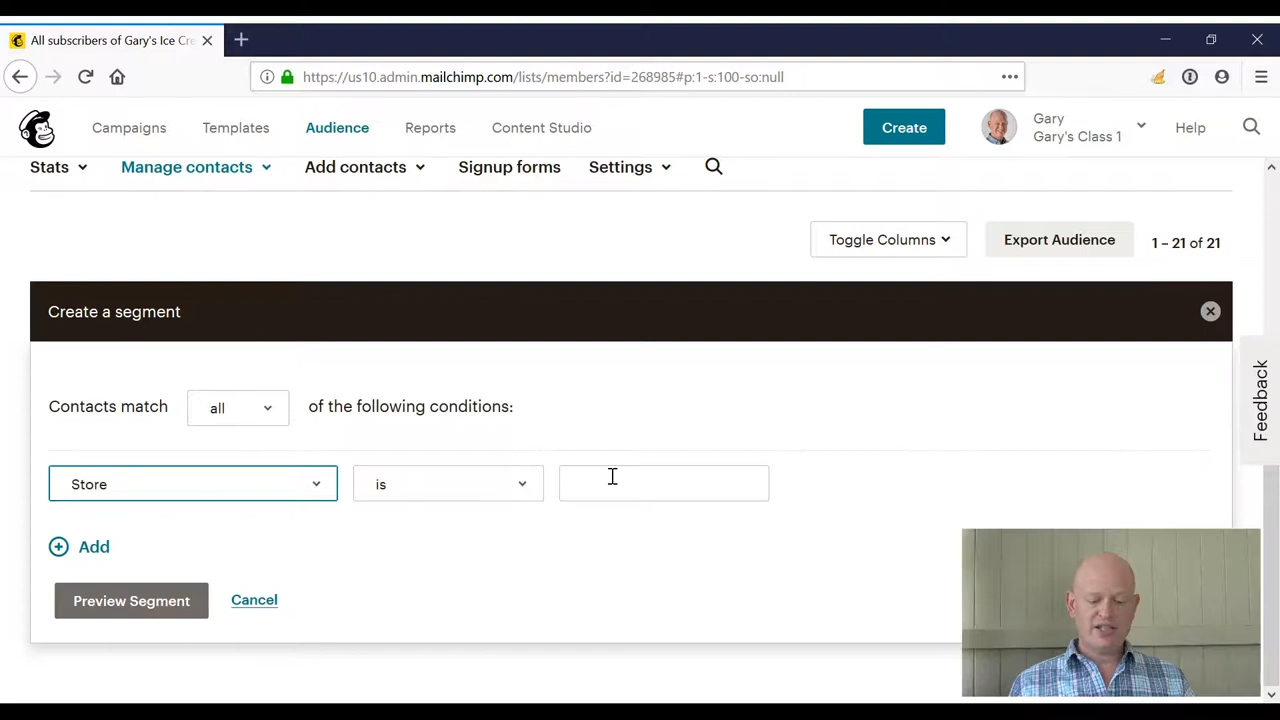 All subscribers of Gary's Ice Cre
https://us10.admin.mailchimp.com/lists/members?id=268985#p:1-s:100-so:null
Campaigns Templates Audience Reports Content Studio Create Gary Help
Gary's Class 1
Stats Manage contacts Add contacts Signup forms Settings
Toggle Columns Export Audience 1 – 21 of 21
Create a segment
Feedback
Contacts match all of the following conditions:
Store is
Add
Preview Segment Cancel